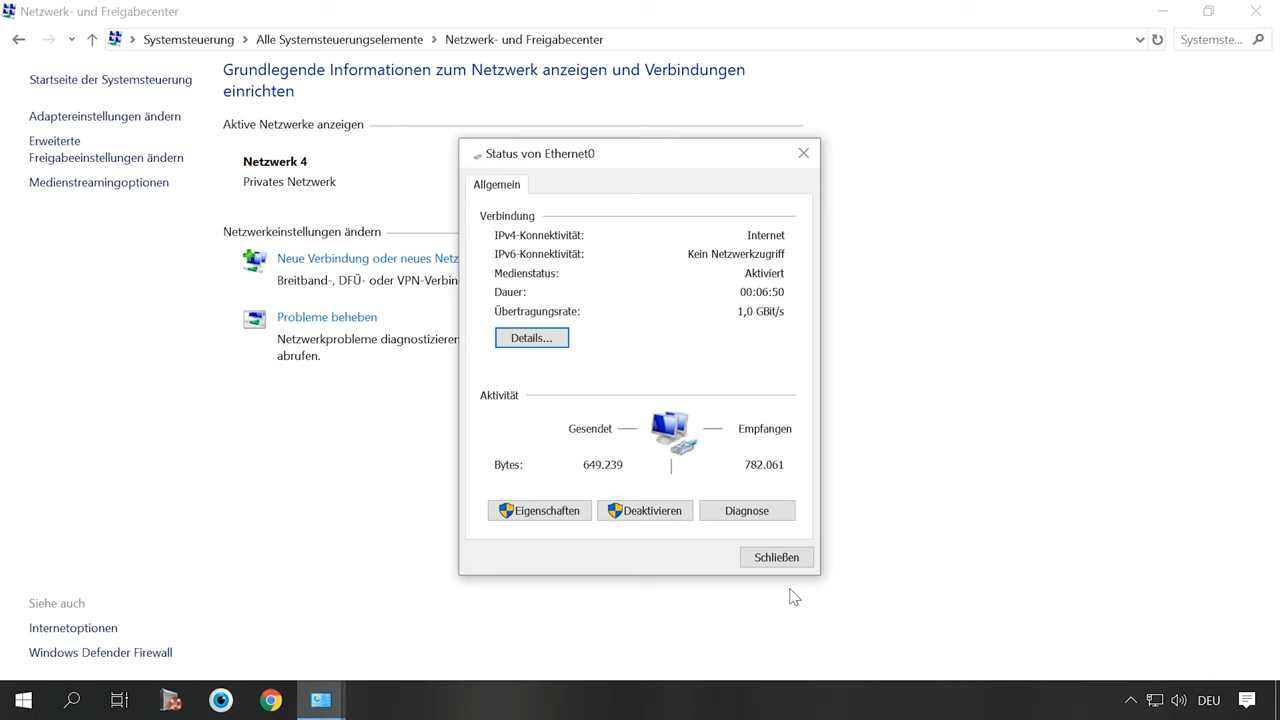 Netzwerk- und Freigabecenter
Systemsteuerung > Alle Systemsteuerungselemente > Netzwerk- und Freigabecenter
Systemste...
Startseite der Systemsteuerung
Adaptereinstellungen ändern
Erweiterte
Freigabeeinstellungen ändern
Medienstreamingoptionen
Grundlegende Informationen zum Netzwerk anzeigen und Verbindungen
einrichten
Aktive Netzwerke anzeigen
Netzwerk 4
Privates Netzwerk
Netzwerkeinstellungen ändern
Neue Verbindung oder neues Netz
Breitband-, DFÜ- oder VPN-Verbin
Probleme beheben
Netzwerkprobleme diagnostizieren
abrufen.
Status von Ethernet0
Allgemein
Verbindung
IPv4-Konnektivität: Internet
IPv6-Konnektivität: Kein Netzwerkzugriff
Medienstatus: Aktiviert
Dauer: 00:06:50
Übertragungsrate: 1,0 GBit/s
Details...
Aktivität
Gesendet Empfangen
Bytes: 649.239 782.061
Eigenschaften Deaktivieren Diagnose
Schließen
Siehe auch
Internetoptionen
Windows Defender Firewall
DEU